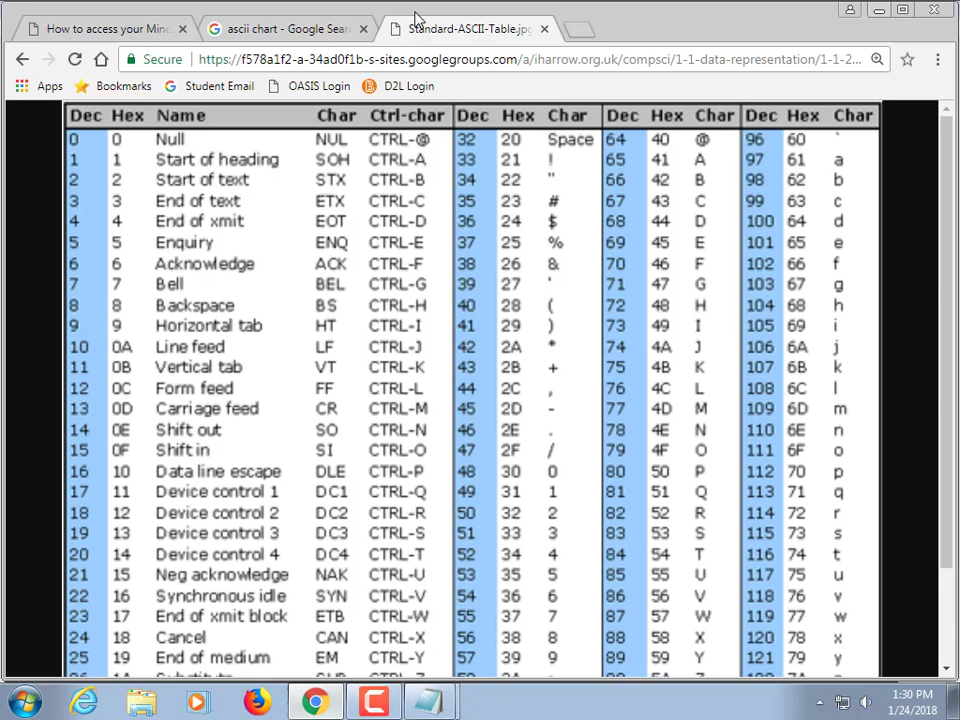 How to access your Minc
ascii chart - Google Sear
Standard-ASCII-Table.jpg
Secure https://f578a1f2-a-34ad0f1b-s-sites.googlegroups.com/a/iharrow.org.uk/compsci/1-1-data-representation/1-1-2...
Apps Bookmarks Student Email OASIS Login D2L Login
Dec Hex Name Char Ctrl-char Dec Hex Char Dec Hex Char Dec Hex Char
0 0 Null NUL CTRL-@ 32 20 Space 64 40 @ 96 60 `
1 1 Start of heading SOH CTRL-A 33 21 ! 65 41 A 97 61 a
2 2 Start of text STX CTRL-B 34 22 " 66 42 B 98 62 b
3 3 End of text ETX CTRL-C 35 23 # 67 43 C 99 63 c
4 4 End of xmit EOT CTRL-D 36 24 $ 68 44 D 100 64 d
5 5 Enquiry ENQ CTRL-E 37 25 % 69 45 E 101 65 e
6 6 Acknowledge ACK CTRL-F 38 26 & 70 46 F 102 66 f
7 7 Bell BEL CTRL-G 39 27 ' 71 47 G 103 67 g
8 8 Backspace BS CTRL-H 40 28 ( 72 48 H 104 68 h
9 9 Horizontal tab HT CTRL-I 41 29 ) 73 49 I 105 69 i
10 0A Line feed LF CTRL-J 42 2A * 74 4A J 106 6A j
11 0B Vertical tab VT CTRL-K 43 2B + 75 4B K 107 6B k
12 0C Form feed FF CTRL-L 44 2C , 76 4C L 108 6C l
13 0D Carriage feed CR CTRL-M 45 2D - 77 4D M 109 6D m
14 0E Shift out SO CTRL-N 46 2E . 78 4E N 110 6E n
15 0F Shift in SI CTRL-O 47 2F / 79 4F O 111 6F o
16 10 Data line escape DLE CTRL-P 48 30 0 80 50 P 112 70 p
17 11 Device control 1 DC1 CTRL-Q 49 31 1 81 51 Q 113 71 q
18 12 Device control 2 DC2 CTRL-R 50 32 2 82 52 R 114 72 r
19 13 Device control 3 DC3 CTRL-S 51 33 3 83 53 S 115 73 s
20 14 Device control 4 DC4 CTRL-T 52 34 4 84 54 T 116 74 t
21 15 Neg acknowledge NAK CTRL-U 53 35 5 85 55 U 117 75 u
22 16 Synchronous idle SYN CTRL-V 54 36 6 86 56 V 118 76 v
23 17 End of xmit block ETB CTRL-W 55 37 7 87 57 W 119 77 w
24 18 Cancel CAN CTRL-X 56 38 8 88 58 X 120 78 x
25 19 End of medium EM CTRL-Y 57 39 9 89 59 Y 121 79 y
1:30 PM
1/24/2018